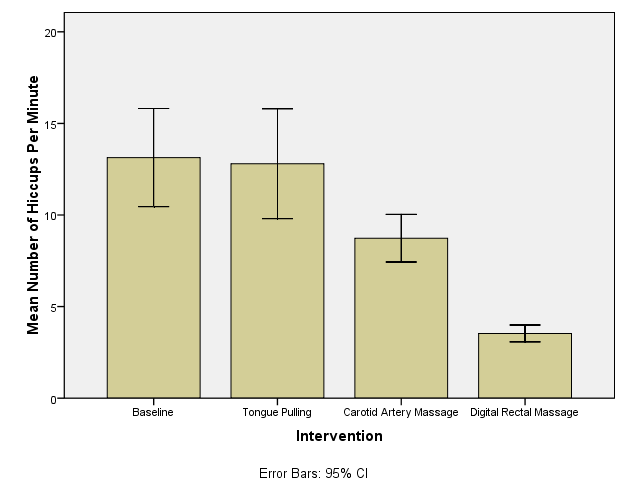 Mean Number of Hiccups Per Minute
20
15
10
5
0
Baseline
Tongue Pulling
Carotid Artery Massage
Digital Rectal Massage
Intervention
Error Bars: 95% CI